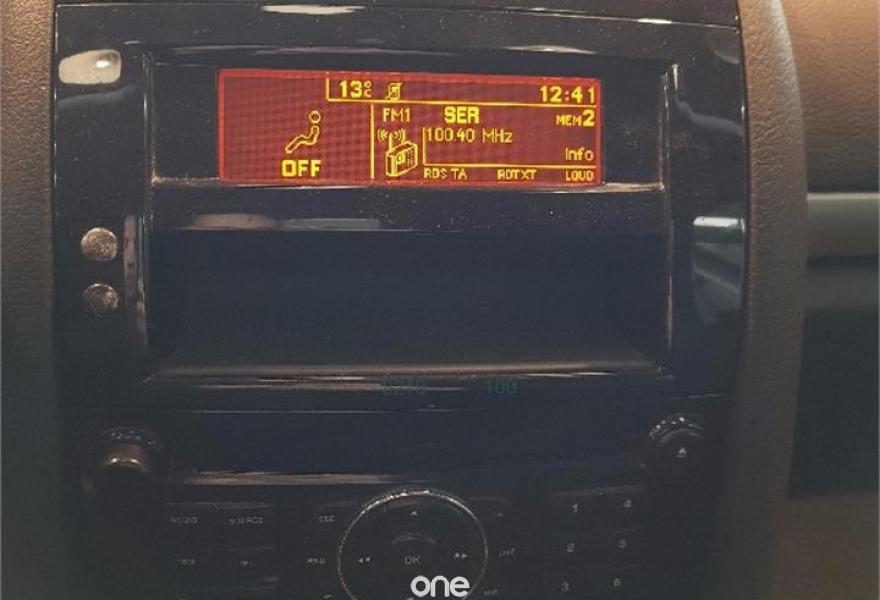 13°C 12:41
FM1 SER MEM2
100.40 MHz
Info
OFF
RDS TA RDTXT LOUD
AUDIO SOURCE ESC
OK
1 4
2 5
3 6
one